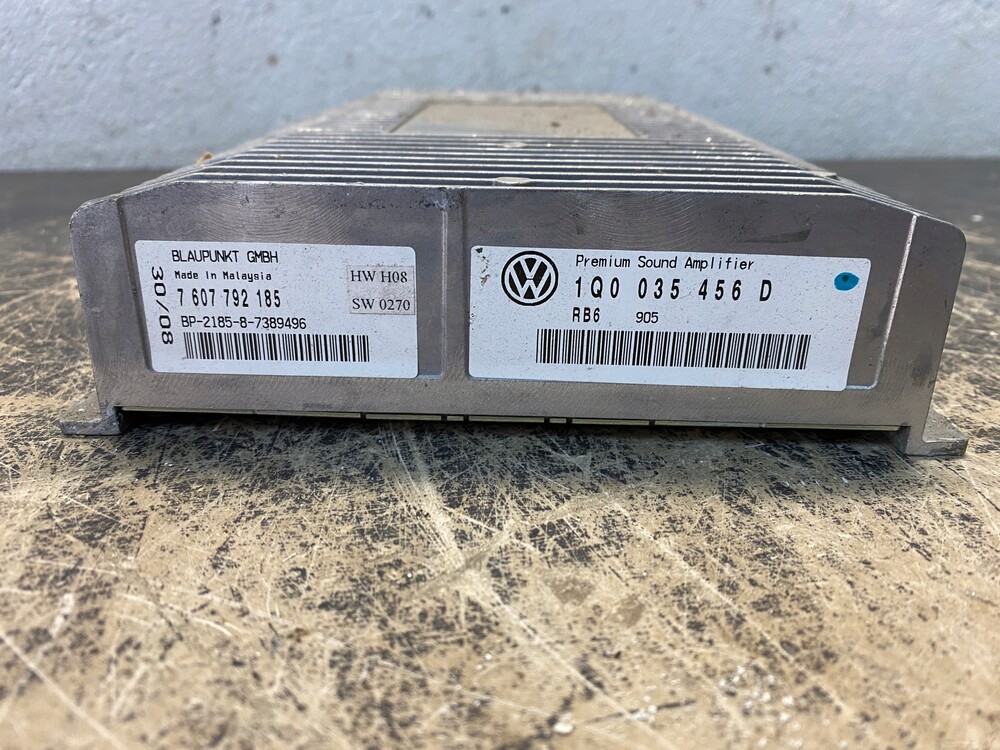 BLAUPUNKT GMBH
Made In Malaysia
7 607 792 185
BP-2185-8-7389496
30/08
HW H08
SW 0270
VW
Premium Sound Amplifier
1Q0 035 456 D
RB6 905